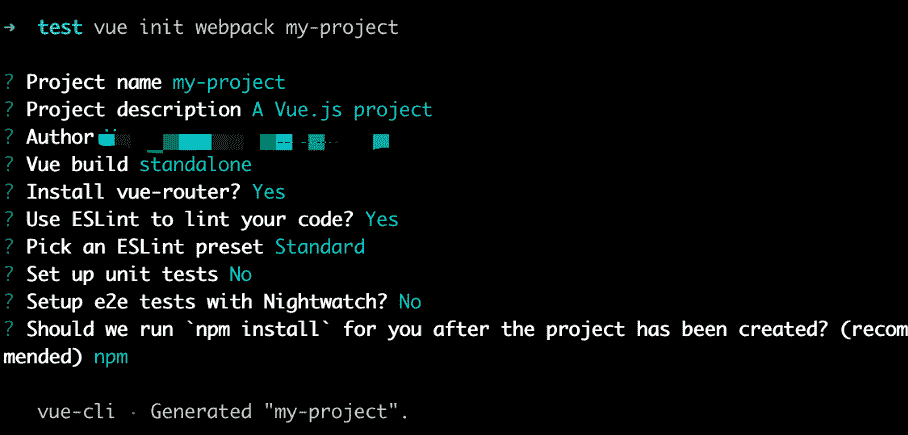 ➜ test vue init webpack my-project
? Project name my-project
? Project description A Vue.js project
? Author
? Vue build standalone
? Install vue-router? Yes
? Use ESLint to lint your code? Yes
? Pick an ESLint preset Standard
? Set up unit tests No
? Setup e2e tests with Nightwatch? No
? Should we run `npm install` for you after the project has been created? (recom
mended) npm
vue-cli · Generated "my-project".